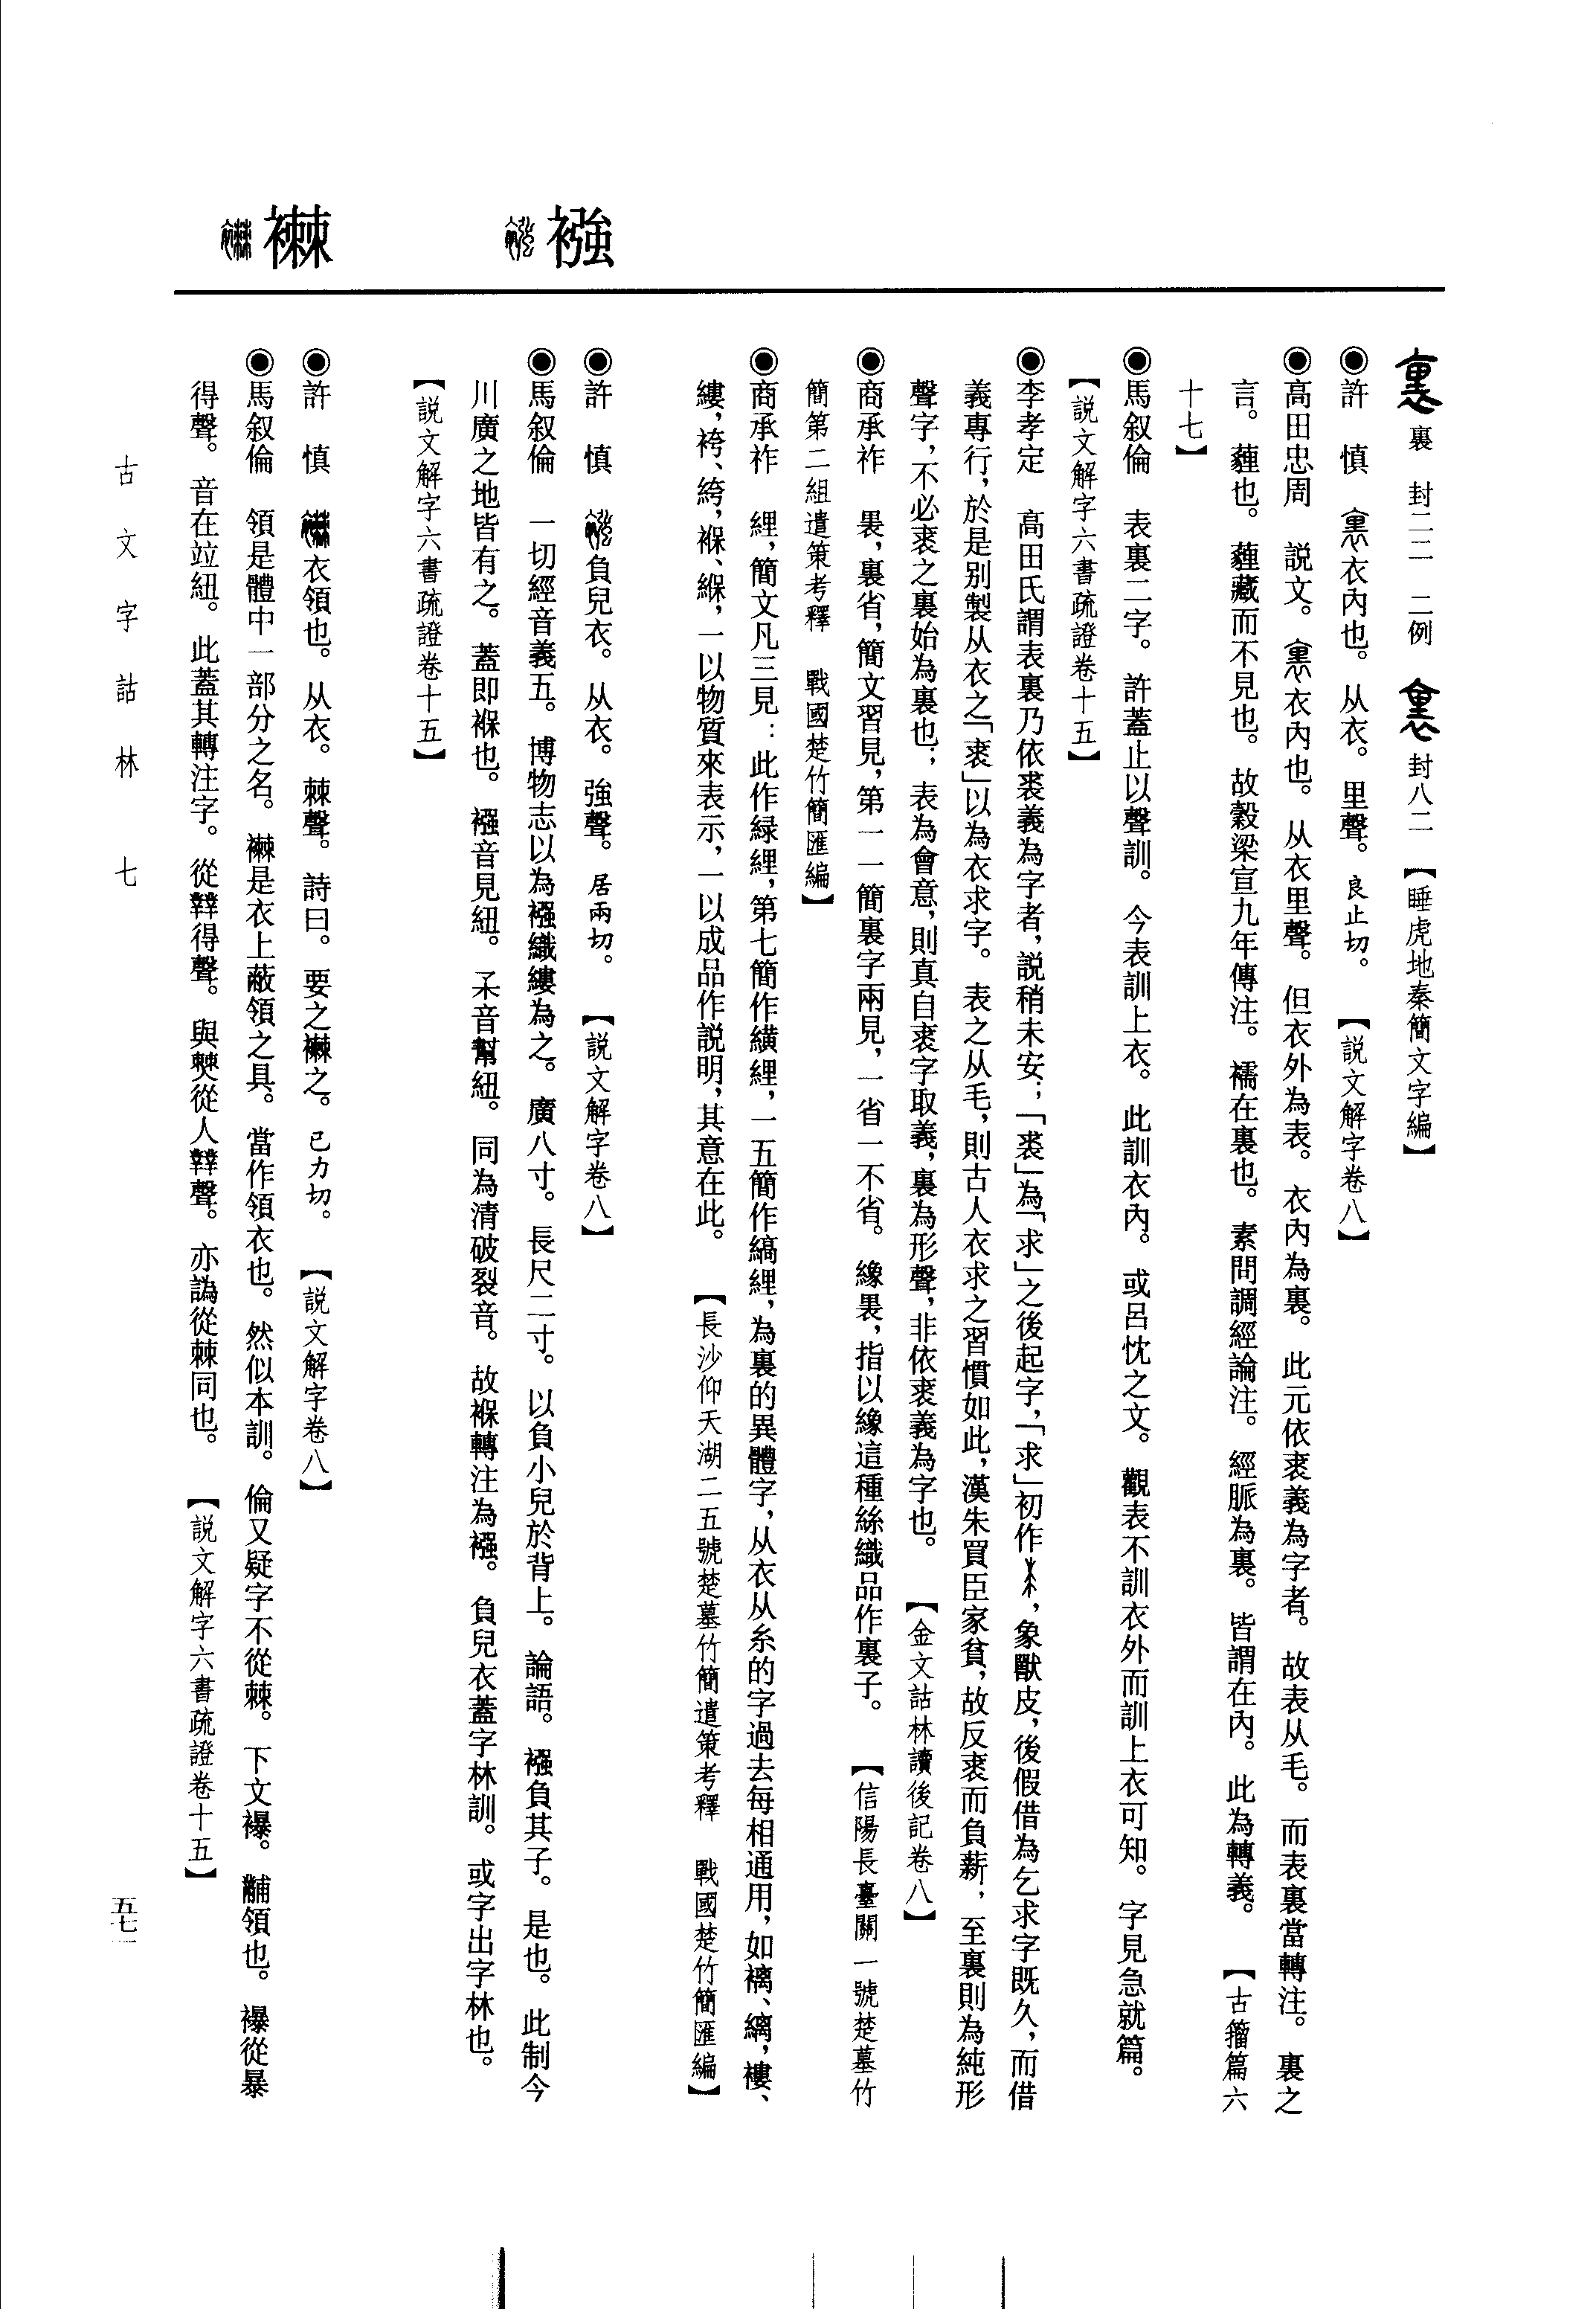 裏 封二二 二例 封八二 【睡虎地秦簡文字編】
◉許 慎 衣內也。从衣。里聲。良止切。 【説文解字卷八】
◉高田忠周 説文。衣內也。从衣里聲。但衣外為表。衣內為裏。此元依裘義為字者。故表从毛。而表裏當轉注。裏之
言。薶也。薶藏而不見也。故穀梁宣九年傳注。襦在裏也。素問調經論注。經脈為裏。皆謂在內。此為轉義。 【古籀篇六
十七】
◉馬叙倫 表裏二字。許蓋止以聲訓。今表訓上衣。此訓衣內。或呂忱之文。觀表不訓衣外而訓上衣可知。字見急就篇。
【説文解字六書疏證卷十五】
◉李孝定 高田氏謂表裏乃依裘義為字者,説稍未安;「裘」為「求」之後起字,「求」初作,象獸皮,後假借為乞求字既久,而借
義專行,於是別製从衣之「裘」以為衣求字。表之从毛,則古人衣求之習慣如此,漢朱買臣家貧,故反裘而負薪,至裏則為純形
聲字,不必裘之裏始為裏也;表為會意,則真自裘字取義,裏為形聲,非依裘義為字也。 【金文詁林讀後記卷八】
◉商承祚 裏,裏省,簡文習見,第一一簡裏字兩見,一省一不省。緣裏,指以緣這種絲織品作裏子。 【信陽長臺關一號楚墓竹
簡第二組遣策考釋 戰國楚竹簡匯編】
◉商承祚 緸,簡文凡三見:此作緑,第七簡作纊,一五簡作縞,為裏的異體字,从衣从糸的字過去每相通用,如褵、縭,褸、
縷,袴、絝,褓、緥,一以物質來表示,一以成品作説明,其意在此。 【長沙仰天湖二五號楚墓竹簡遣策考釋 戰國楚竹簡匯編】
襁
◉許 慎 負兒衣。从衣。強聲。居兩切。 【説文解字卷八】
◉馬叙倫 一切經音義五。博物志以為襁織縷為之。廣八寸。長尺二寸。以負小兒於背上。論語。襁負其子。是也。此制今
川廣之地皆有之。蓋即褓也。襁音見紐。𤓽音幫紐。同為清破裂音。故褓轉注為襁。負兒衣蓋字林訓。或字出字林也。
【説文解字六書疏證卷十五】
襋
◉許 慎 衣領也。从衣。棘聲。詩曰。要之襋之。己力切。 【説文解字卷八】
◉馬叙倫 領是體中一部分之名。襋是衣上蔽領之具。當作領衣也。然似本訓。倫又疑字不從棘。下文襮。黼領也。襮從暴
得聲。音在竝紐。此蓋其轉注字。從得聲。與僰從人聲。亦譌從棘同也。 【説文解字六書疏證卷十五】
古文字詁林 七
五七一